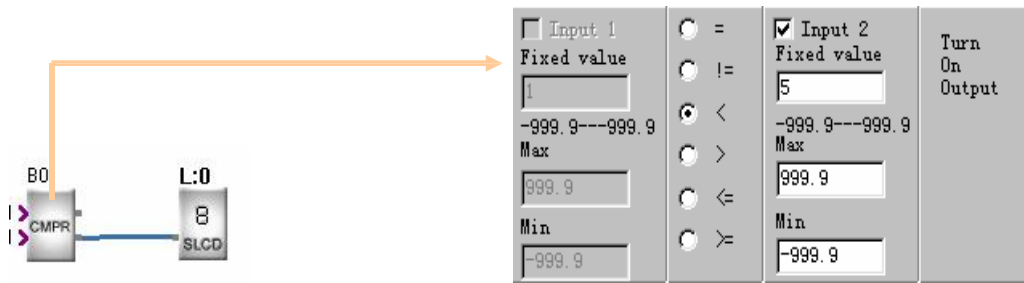 B0
CMPR
L:0
8
SLCD
Input 1
Fixed value
1
-999.9---999.9
Max
999.9
Min
-999.9
=
!=
<
>
<=
>=
Input 2
Fixed value
5
-999.9---999.9
Max
999.9
Min
-999.9
Turn
On
Output